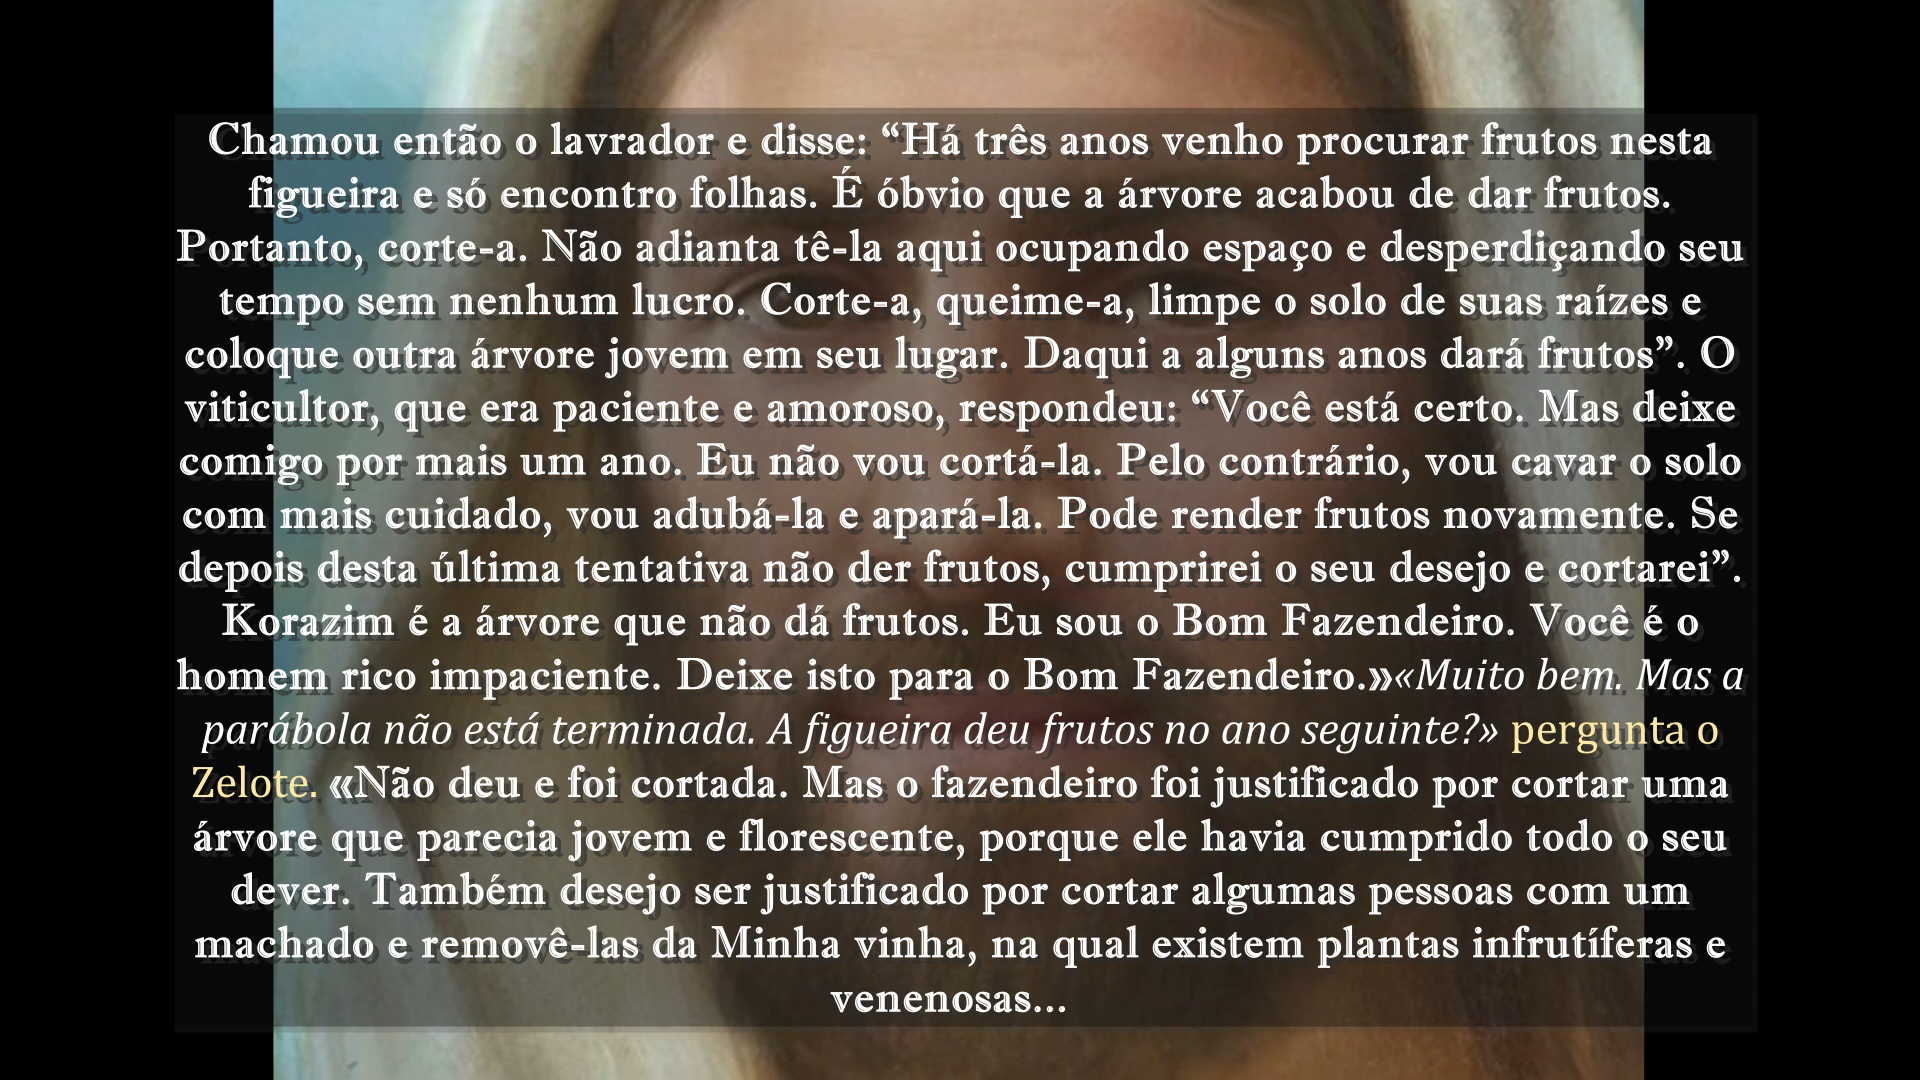 Chamou então o lavrador e disse: “Há três anos venho procurar frutos nesta
figueira e só encontro folhas. É óbvio que a árvore acabou de dar frutos.
Portanto, corte-a. Não adianta tê-la aqui ocupando espaço e desperdiçando seu
tempo sem nenhum lucro. Corte-a, queime-a, limpe o solo de suas raízes e
coloque outra árvore jovem em seu lugar. Daqui a alguns anos dará frutos”. O
viticultor, que era paciente e amoroso, respondeu: “Você está certo. Mas deixe
comigo por mais um ano. Eu não vou cortá-la. Pelo contrário, vou cavar o solo
com mais cuidado, vou adubá-la e apará-la. Pode render frutos novamente. Se
depois desta última tentativa não der frutos, cumprirei o seu desejo e cortarei”.
Korazim é a árvore que não dá frutos. Eu sou o Bom Fazendeiro. Você é o
homem rico impaciente. Deixe isto para o Bom Fazendeiro.»«Muito bem. Mas a
parábola não está terminada. A figueira deu frutos no ano seguinte?» pergunta o
Zelote. «Não deu e foi cortada. Mas o fazendeiro foi justificado por cortar uma
árvore que parecia jovem e florescente, porque ele havia cumprido todo o seu
dever. Também desejo ser justificado por cortar algumas pessoas com um
machado e removê-las da Minha vinha, na qual existem plantas infrutíferas e
venenosas...